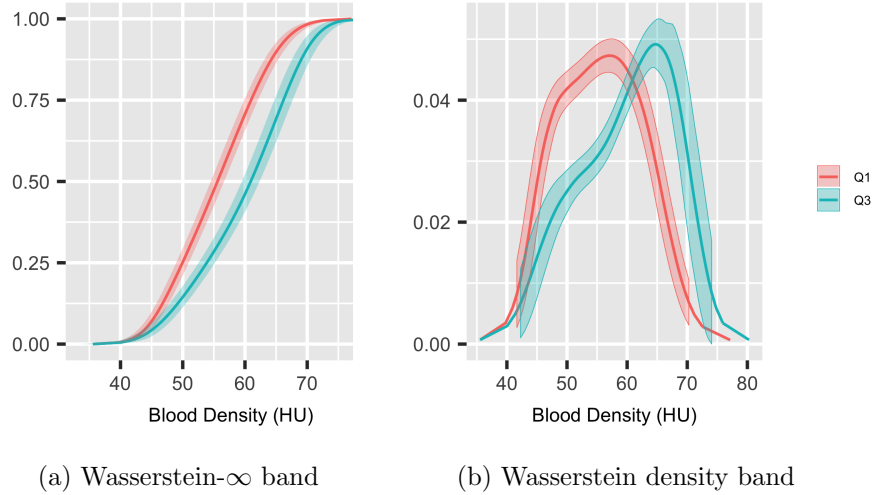 1.00
0.75
0.50
0.25
0.00
40 50 60 70
Blood Density (HU)
(a) Wasserstein-∞ band
0.04
0.02
0.00
40 50 60 70 80
Blood Density (HU)
(b) Wasserstein density band
Q1
Q3